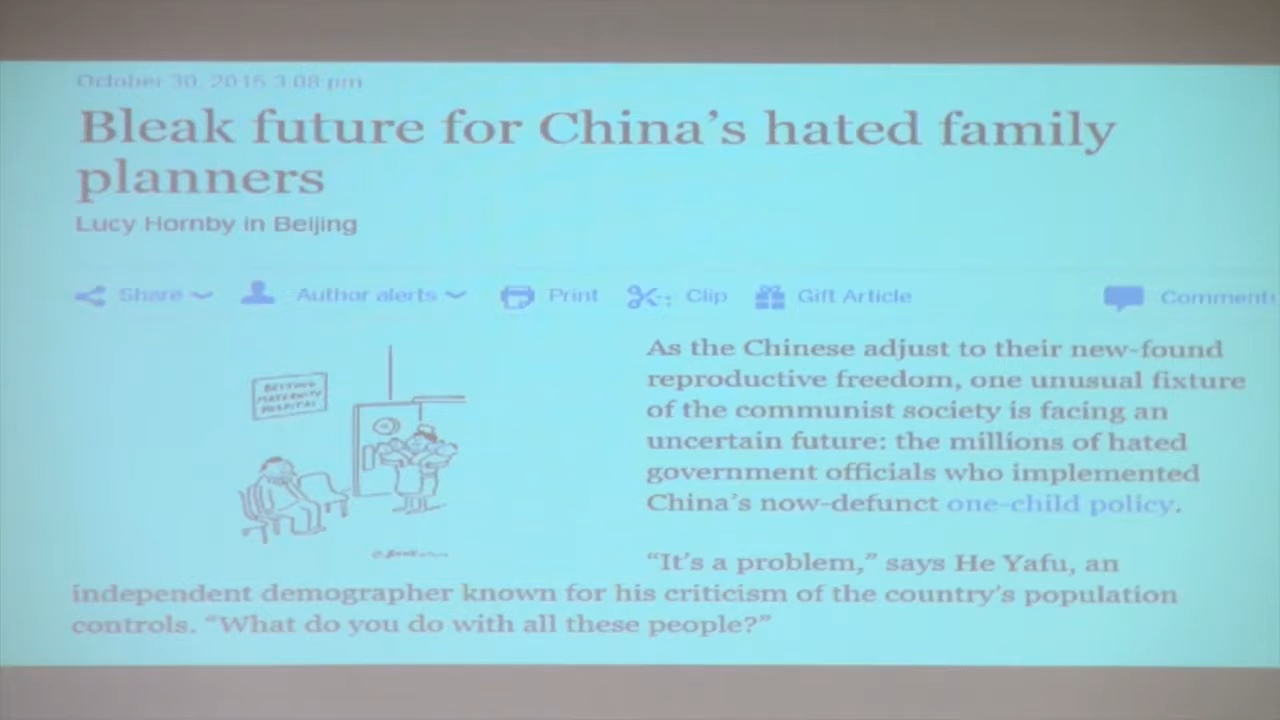 October 30, 2015 3:08 pm
Bleak future for China's hated family
planners
Lucy Hornby in Beijing
Share
Author alerts
Print
Clip
Gift Article
Comments
BEIJING
MATERNITY
HOSPITAL
As the Chinese adjust to their new-found
reproductive freedom, one unusual fixture
of the communist society is facing an
uncertain future: the millions of hated
government officials who implemented
China's now-defunct one-child policy.
“It's a problem,” says He Yafu, an
independent demographer known for his criticism of the country's population
controls. “What do you do with all these people?”